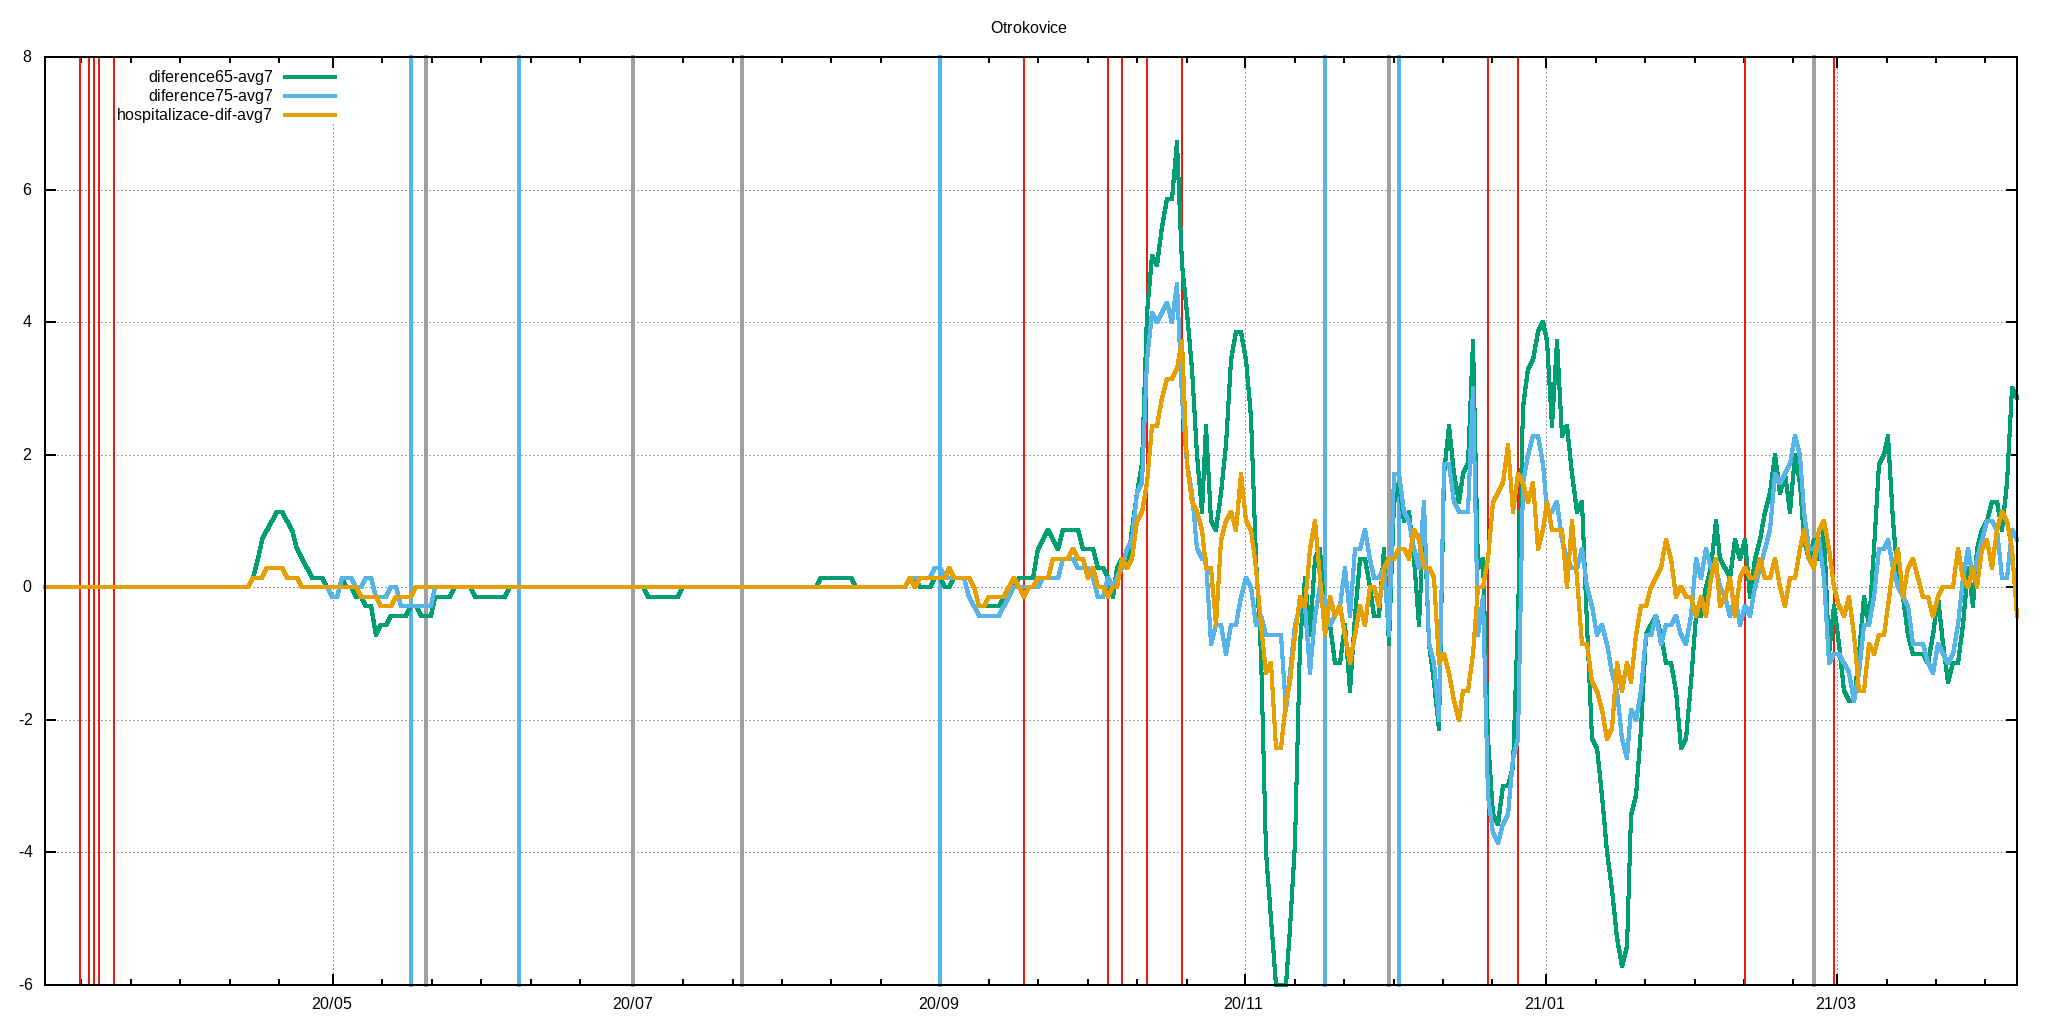 Otrokovice
8
diference65-avg7
diference75-avg7
hospitalizace-dif-avg7
6
4
2
0
-2
-4
-6
20/05 20/07 20/09 20/11 21/01 21/03